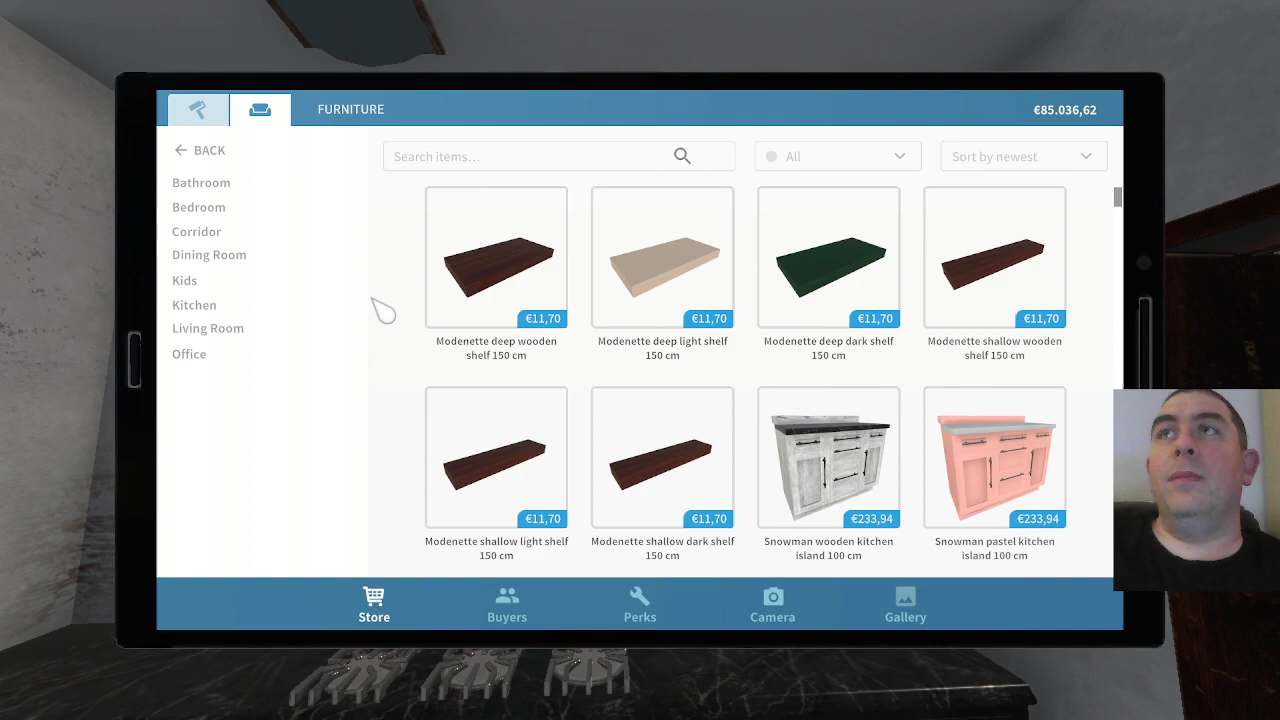 FURNITURE
€85.036,62
BACK
Search items...
All
Sort by newest
Bathroom
Bedroom
Corridor
Dining Room
Kids
Kitchen
Living Room
Office
€11,70
€11,70
€11,70
€11,70
Modenette deep wooden
shelf 150 cm
Modenette deep light shelf
150 cm
Modenette deep dark shelf
150 cm
Modenette shallow wooden
shelf 150 cm
€11,70
€11,70
€233,94
€233,94
Modenette shallow light shelf
150 cm
Modenette shallow dark shelf
150 cm
Snowman wooden kitchen
island 100 cm
Snowman pastel kitchen
island 100 cm
Store
Buyers
Perks
Camera
Gallery